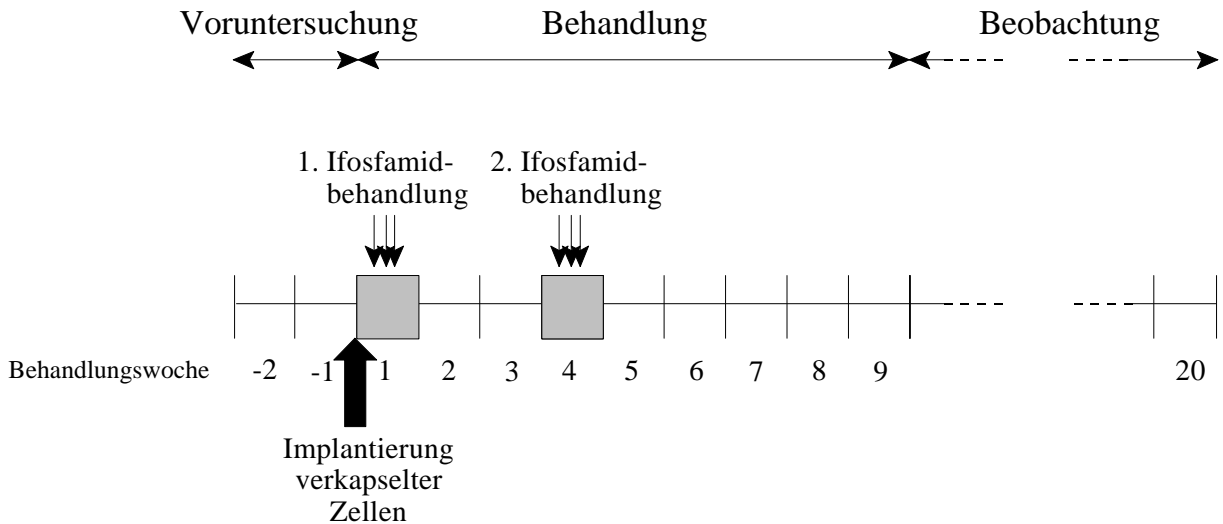 Voruntersuchung Behandlung Beobachtung
1. Ifosfamid-
behandlung
2. Ifosfamid-
behandlung
Behandlungswoche -2 -1 1 2 3 4 5 6 7 8 9 20
Implantierung
verkapselter
Zellen